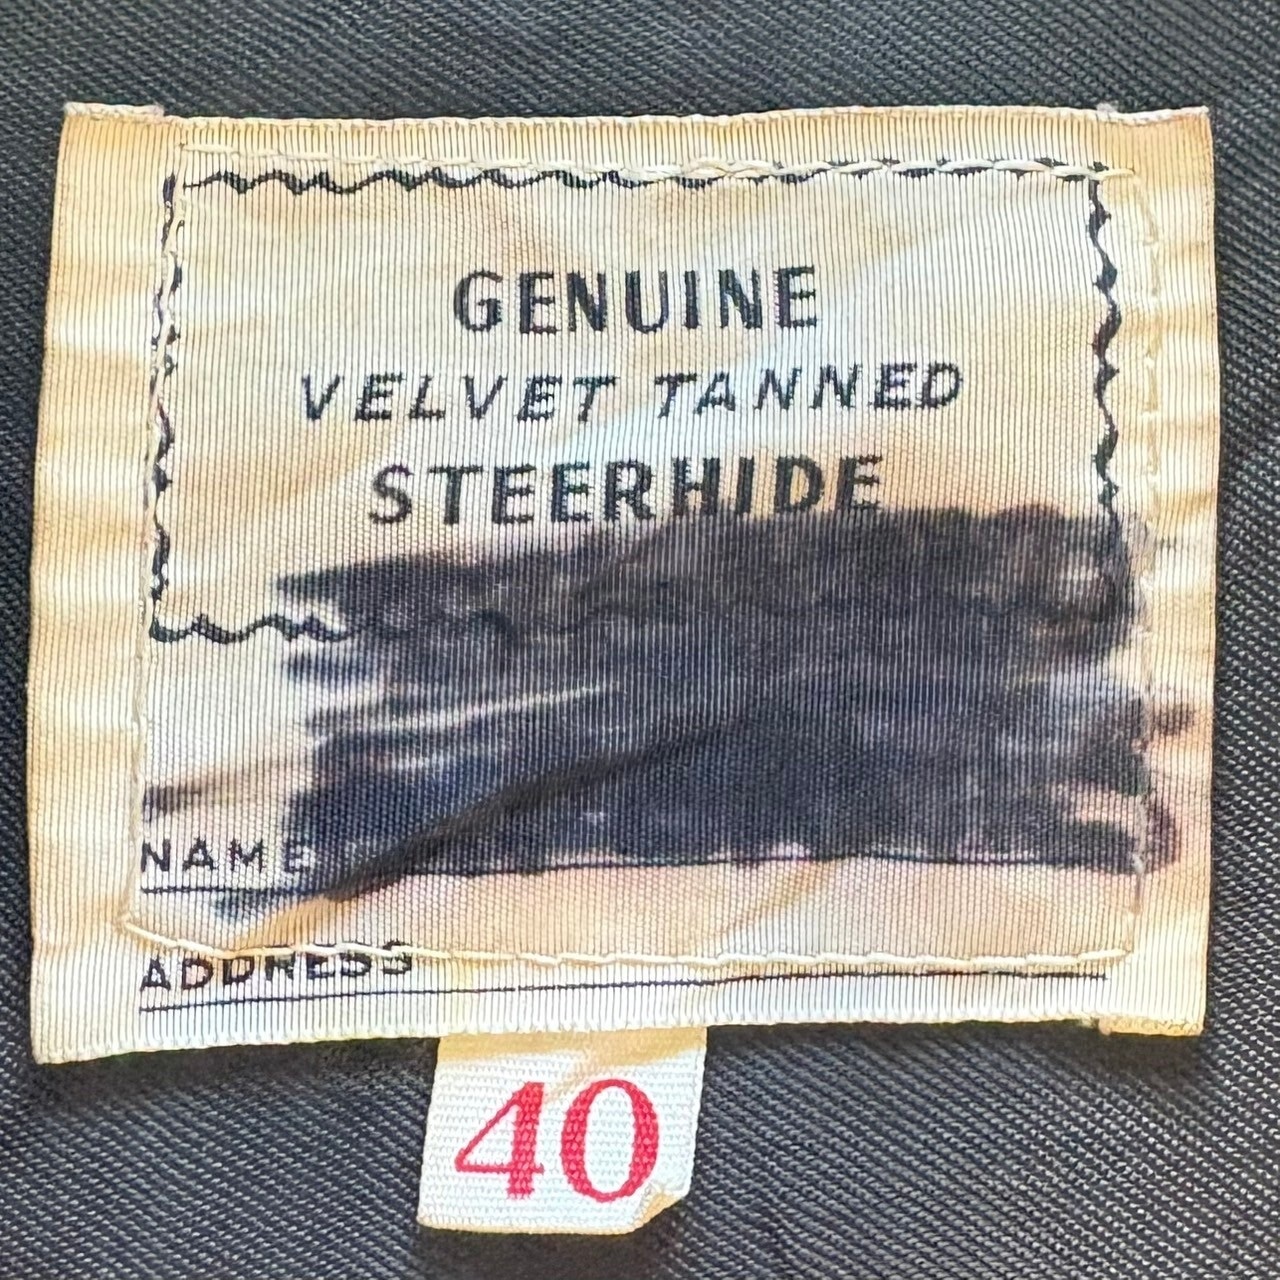 GENUINE
VELVET TANNED
STEERHIDE
NAME
ADDRESS
40